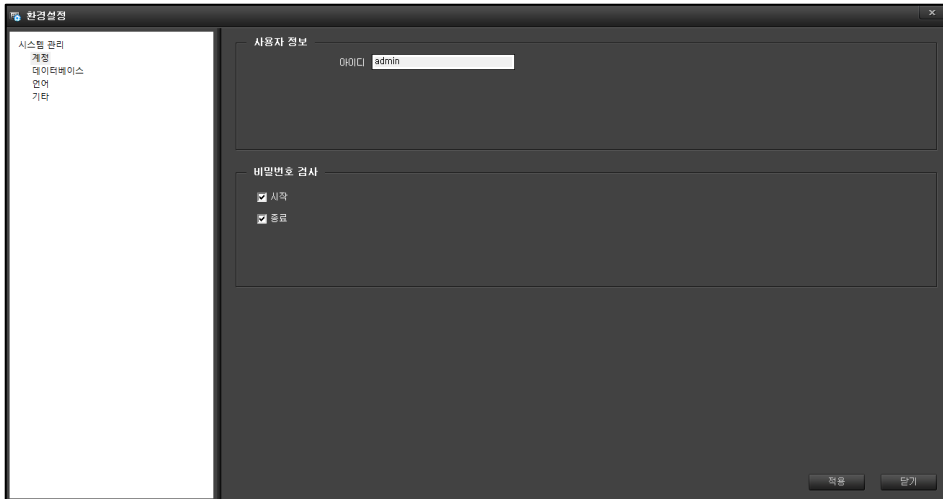 환경설정
시스템 관리
계정
데이터베이스
언어
기타
사용자 정보
아이디 admin
비밀번호 검사
시작
종료
적용 닫기